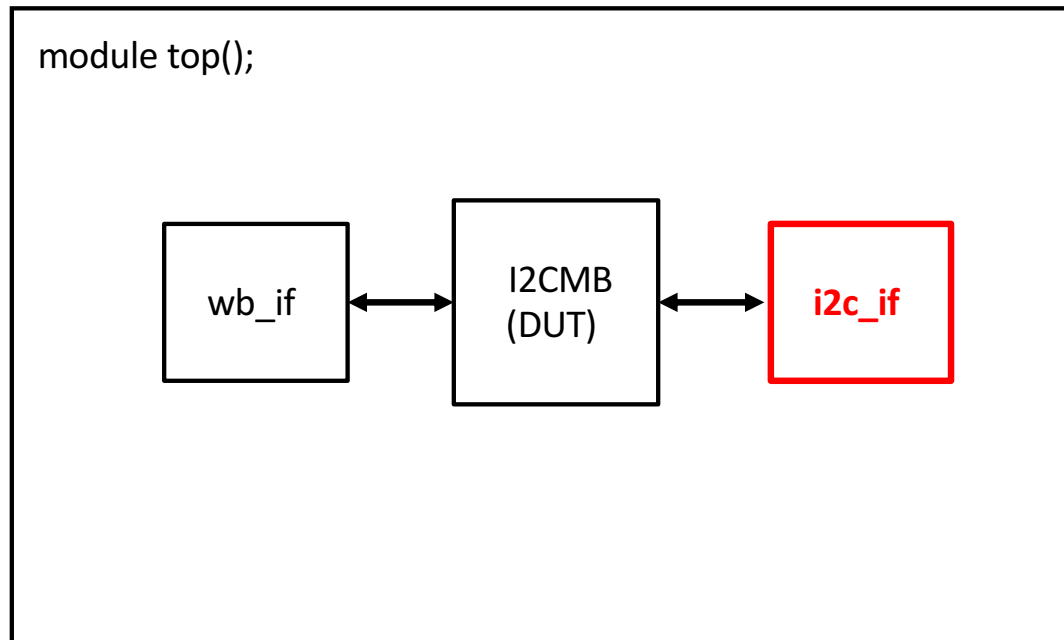 module top();
wb_if
I2CMB
(DUT)
i2c_if